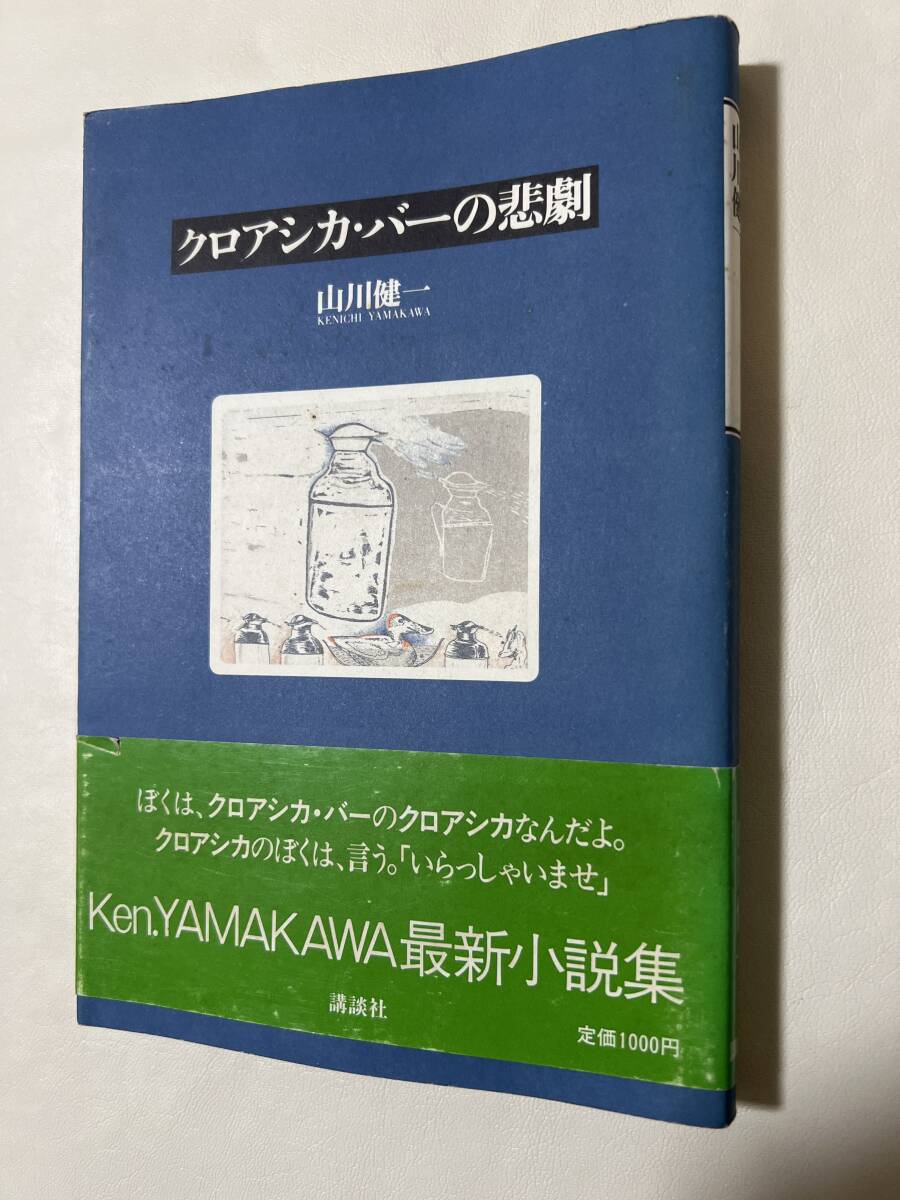 クロアシカ・バーの悲劇
山川健一
KENICHI YAMAKAWA
ぼくは、クロアシカ・バーのクロアシカなんだよ。
クロアシカのぼくは、言う。「いらっしゃいませ」
Ken.YAMAKAWA最新小説集
講談社
定価1000円